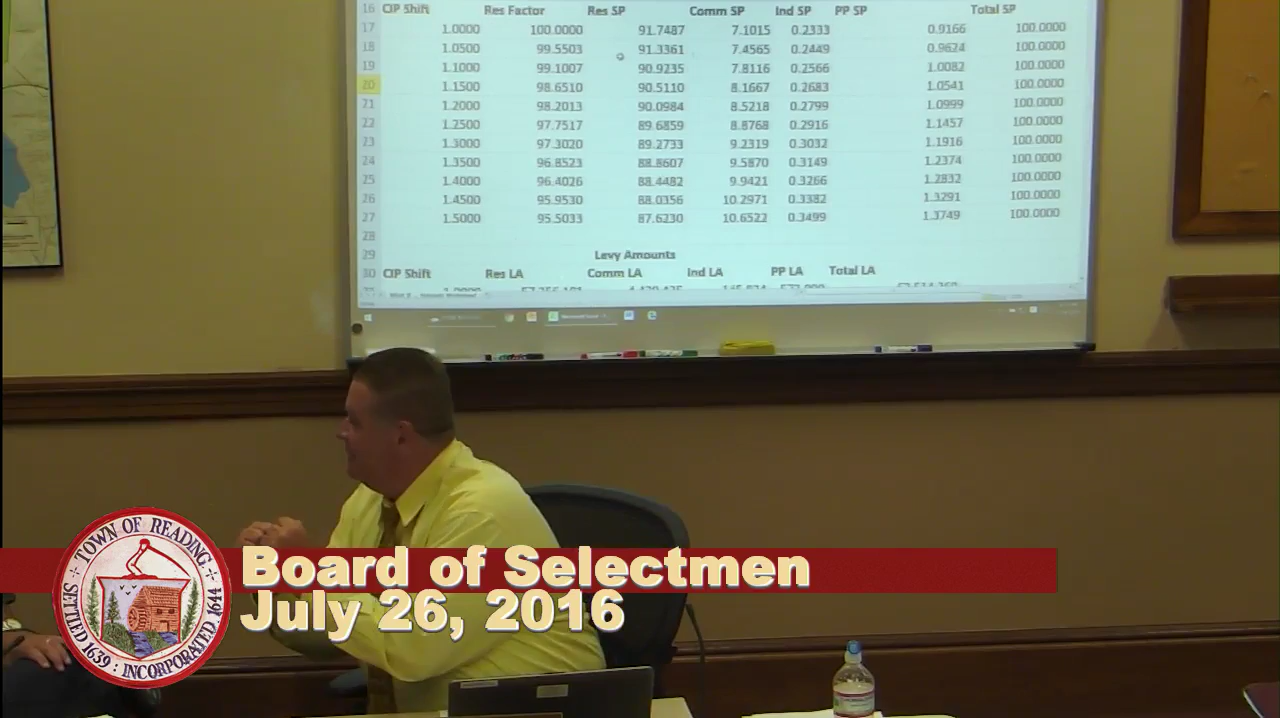 16 CIP Shift Res Factor Res SP Comm SP Ind SP PP SP Total SP
17 1.0000 100.0000 91.7487 7.1015 0.2333 0.9166 100.0000
18 1.0500 99.5503 91.3361 7.4565 0.2449 0.9624 100.0000
19 1.1000 99.1007 90.9235 7.8116 0.2566 1.0082 100.0000
20 1.1500 98.6510 90.5110 8.1667 0.2683 1.0541 100.0000
21 1.2000 98.2013 90.0984 8.5218 0.2799 1.0999 100.0000
22 1.2500 97.7517 89.6859 8.8768 0.2916 1.1457 100.0000
23 1.3000 97.3020 89.2733 9.2319 0.3032 1.1916 100.0000
24 1.3500 96.8523 88.8607 9.5870 0.3149 1.2374 100.0000
25 1.4000 96.4026 88.4482 9.9421 0.3266 1.2832 100.0000
26 1.4500 95.9530 88.0356 10.2971 0.3382 1.3291 100.0000
27 1.5000 95.5033 87.6230 10.6522 0.3499 1.3749 100.0000
28
29 Levy Amounts
30 CIP Shift Res LA Comm LA Ind LA PP LA Total LA
TOWN OF READING
SETTLED 1639 : INCORPORATED 1644
Board of Selectmen
July 26, 2016